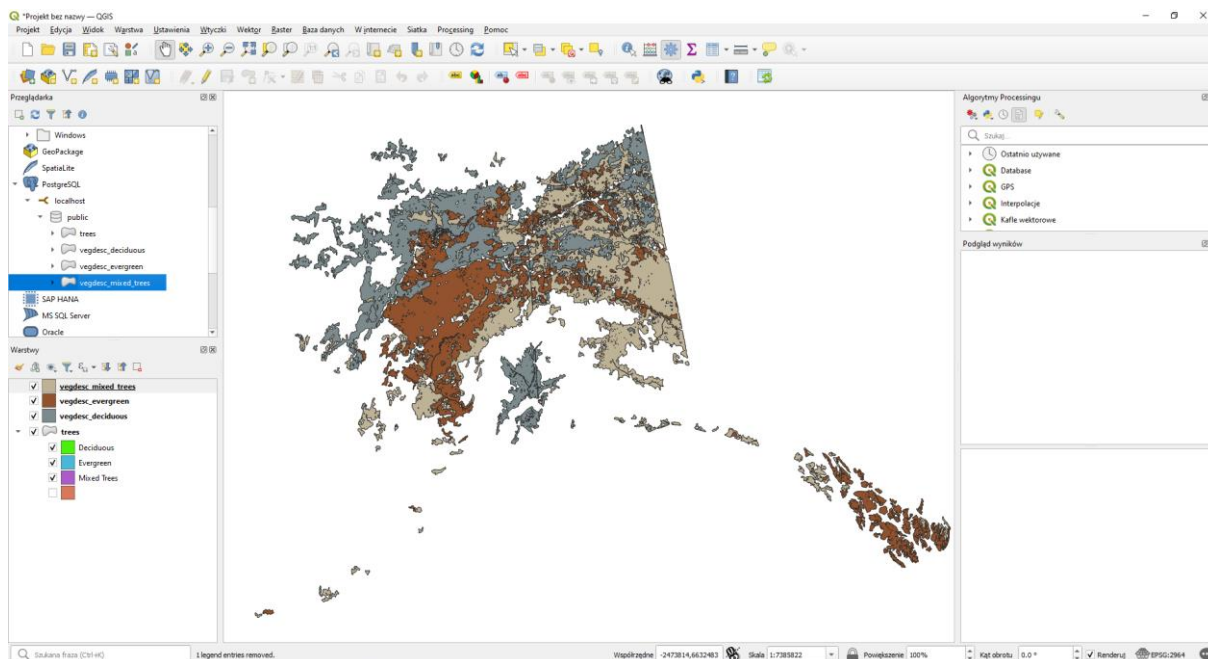 *Projekt bez nazwy — QGIS
Projekt Edycja Widok Warstwa Ustawienia Wtyczki Wektor Raster Baza danych W internecie Siatka Processing Pomoc
Przeglądarka
Windows
GeoPackage
SpatiaLite
PostgreSQL
localhost
public
trees
vegdesc_deciduous
vegdesc_evergreen
vegdesc_mixed_trees
SAP HANA
MS SQL Server
Oracle
Warstwy
vegdesc_mixed_trees
vegdesc_evergreen
vegdesc_deciduous
trees
Deciduous
Evergreen
Mixed Trees
Algorytmy Processingu
Szukaj...
Ostatnio używane
Database
GPS
Interpolacje
Kafle wektorowe
Podgląd wyników
Szukana fraza (Ctrl+K) 1 legend entries removed. Współrzędne -2473814,6632483 Skala 1:7385822 Powiększenie 100% Kąt obrotu 0.0 ° Renderuj EPSG:2964